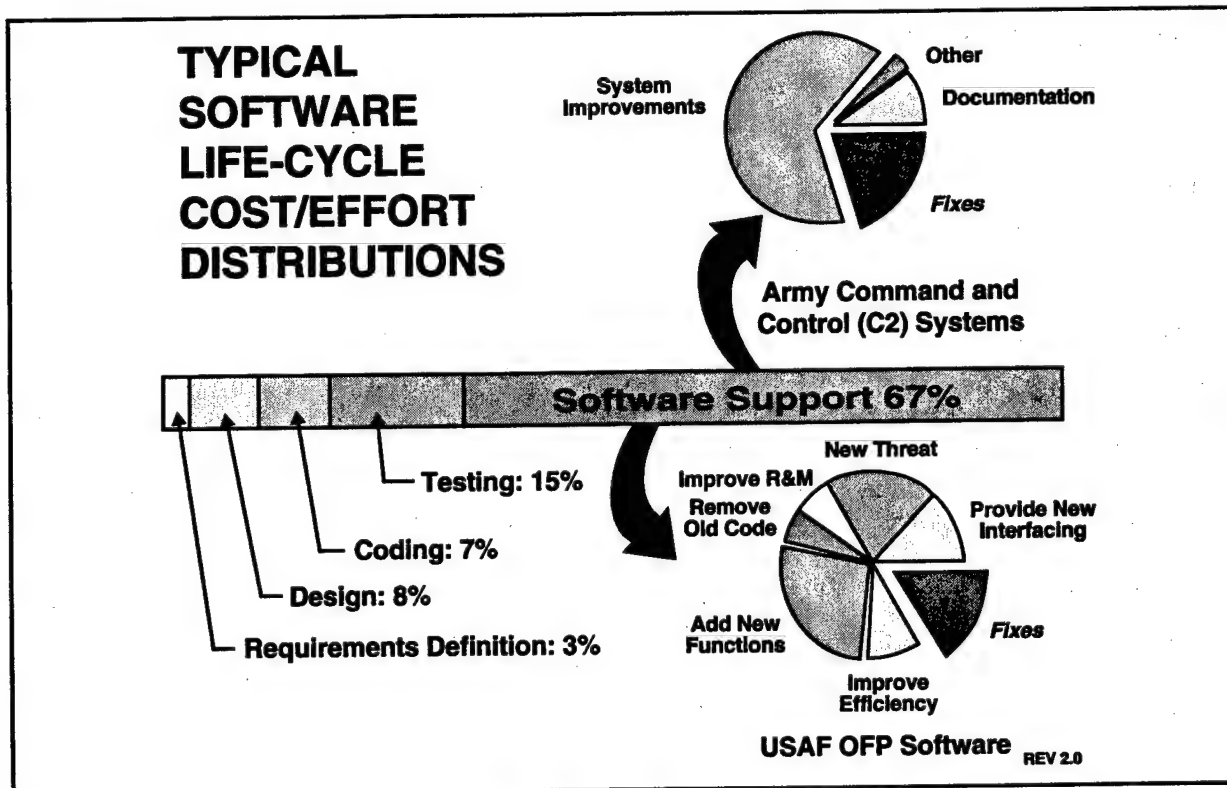 TYPICAL
SOFTWARE
LIFE-CYCLE
COST/EFFORT
DISTRIBUTIONS
System
Improvements
Other
Documentation
Fixes
Army Command and
Control (C2) Systems
Software Support 67%
Testing: 15%
Coding: 7%
Design: 8%
Requirements Definition: 3%
New Threat
Improve R&M
Remove
Old Code
Provide New
Interfacing
Add New
Functions
Fixes
Improve
Efficiency
USAF OFP Software
REV 2.0